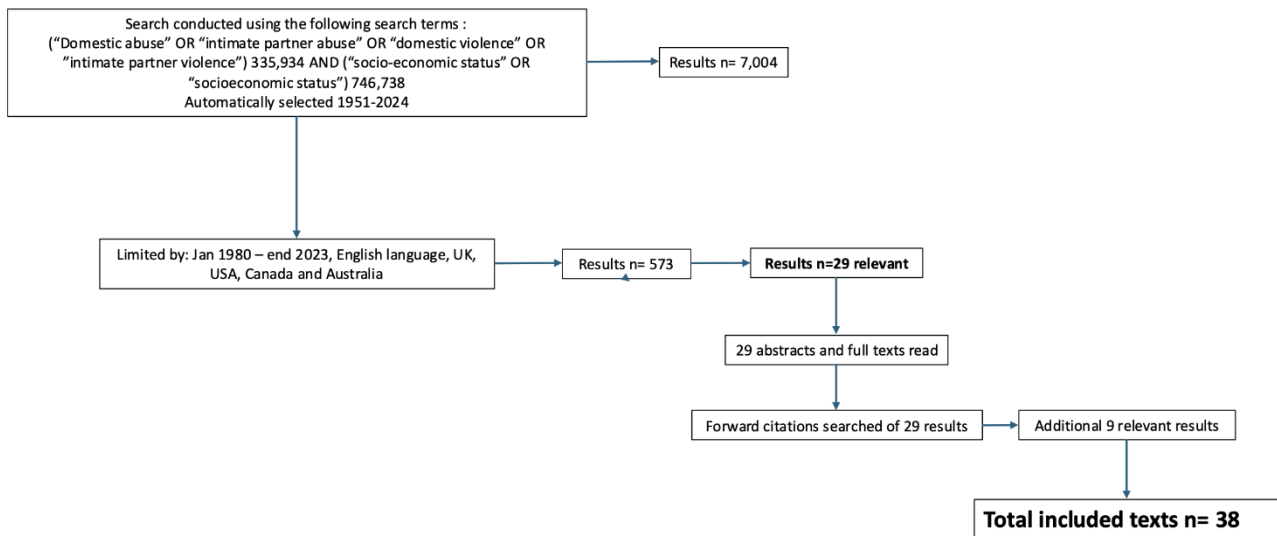 Search conducted using the following search terms :
(“Domestic abuse” OR “intimate partner abuse” OR “domestic violence” OR
”intimate partner violence”) 335,934 AND (“socio-economic status” OR
“socioeconomic status”) 746,738
Automatically selected 1951-2024
Results n= 7,004
Limited by: Jan 1980 – end 2023, English language, UK,
USA, Canada and Australia
Results n= 573
Results n=29 relevant
29 abstracts and full texts read
Forward citations searched of 29 results
Additional 9 relevant results
Total included texts n= 38